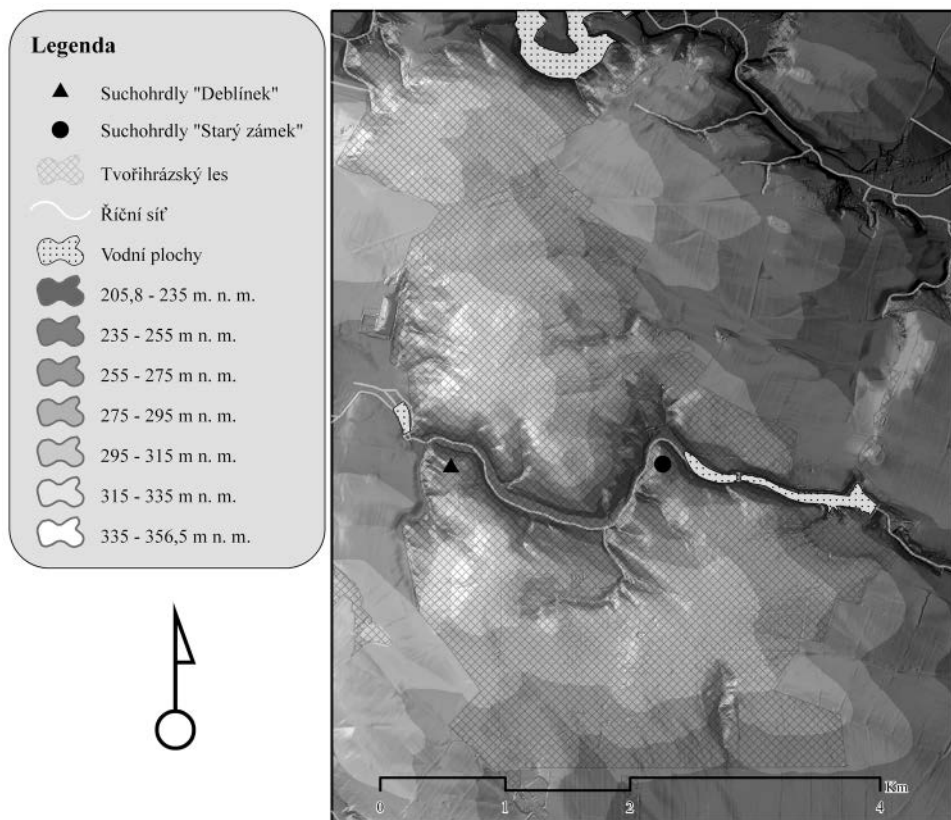 Legenda
Suchohrdly "Deblínek"
Suchohrdly "Starý zámek"
Tvořihrázský les
Říční síť
Vodní plochy
205,8 - 235 m. n. m.
235 - 255 m n. m.
255 - 275 m n. m.
275 - 295 m n. m.
295 - 315 m n. m.
315 - 335 m n. m.
335 - 356,5 m n. m.
Km
0 1 2 4